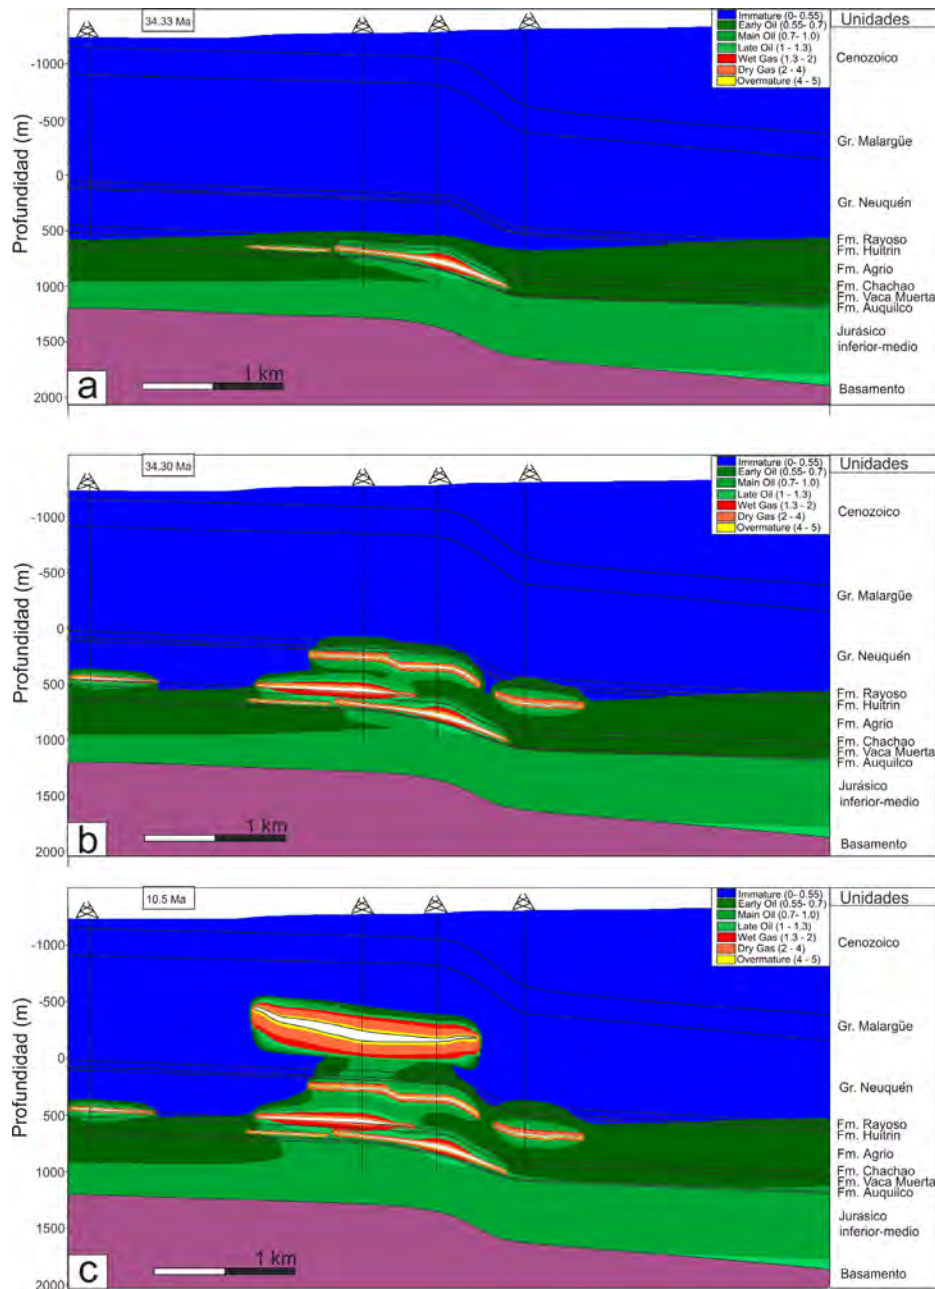 34.33 Ma
Immature (0- 0.55)
Early Oil (0.55- 0.7)
Main Oil (0.7- 1.0)
Late Oil (1 - 1.3)
Wet Gas (1.3 - 2)
Dry Gas (2 - 4)
Overmature (4 - 5)
Unidades
Cenozoico
Gr. Malargüe
Gr. Neuquén
Fm. Rayoso
Fm. Huitrin
Fm. Agrio
Fm. Chachao
Fm. Vaca Muerta
Fm. Auquilco
Jurásico
inferior-medio
Basamento
Profundidad (m)
-1000
-500
0
500
1000
1500
2000
a
1 km
34.30 Ma
Immature (0- 0.55)
Early Oil (0.55- 0.7)
Main Oil (0.7- 1.0)
Late Oil (1 - 1.3)
Wet Gas (1.3 - 2)
Dry Gas (2 - 4)
Overmature (4 - 5)
Unidades
Cenozoico
Gr. Malargüe
Gr. Neuquén
Fm. Rayoso
Fm. Huitrin
Fm. Agrio
Fm. Chachao
Fm. Vaca Muerta
Fm. Auquilco
Jurásico
inferior-medio
Basamento
Profundidad (m)
-1000
-500
0
500
1000
1500
2000
b
1 km
10.5 Ma
Immature (0- 0.55)
Early Oil (0.55- 0.7)
Main Oil (0.7- 1.0)
Late Oil (1 - 1.3)
Wet Gas (1.3 - 2)
Dry Gas (2 - 4)
Overmature (4 - 5)
Unidades
Cenozoico
Gr. Malargüe
Gr. Neuquén
Fm. Rayoso
Fm. Huitrin
Fm. Agrio
Fm. Chachao
Fm. Vaca Muerta
Fm. Auquilco
Jurásico
inferior-medio
Basamento
Profundidad (m)
-1000
-500
0
500
1000
1500
2000
c
1 km